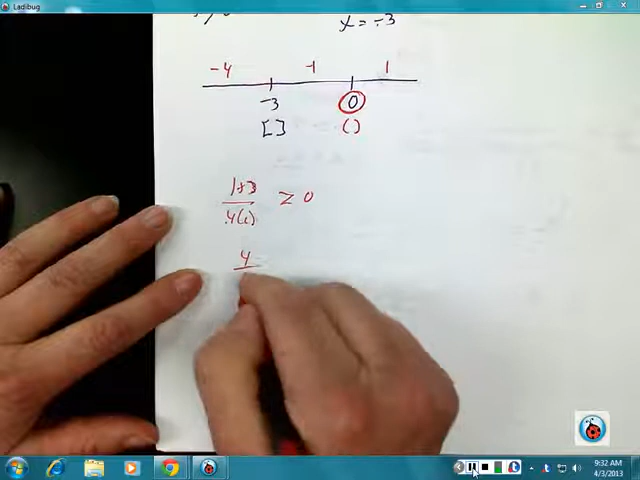 Ladibug
x = -3
-4 -1 1
-3 0
[ ] ( )
1+3
4(1)
≥ 0
4
9:32 AM
4/3/2013